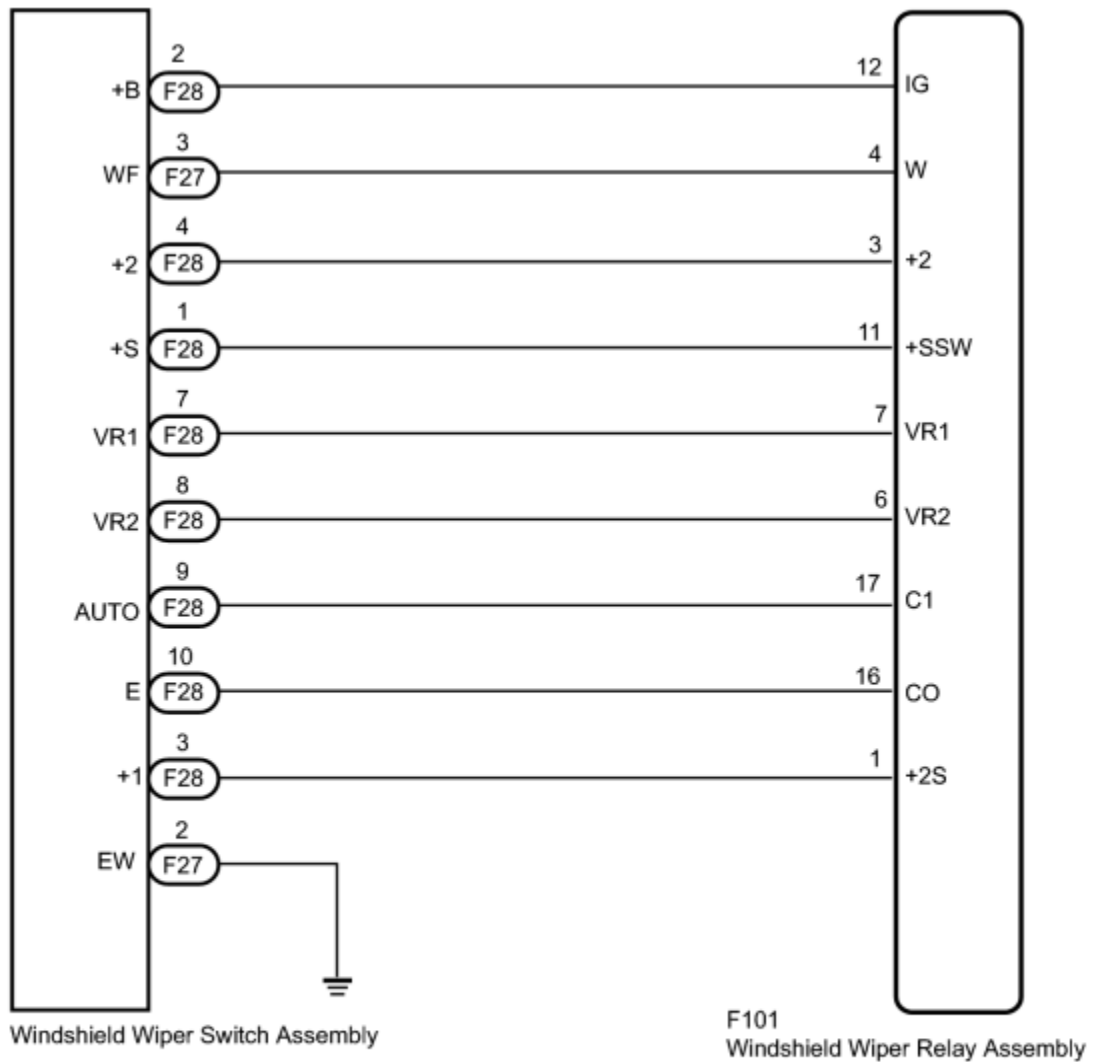 2
+B F28
12
IG
3
WF F27
4
W
4
+2 F28
3
+2
1
+S F28
11
+SSW
7
VR1 F28
7
VR1
8
VR2 F28
6
VR2
9
AUTO F28
17
C1
10
E F28
16
CO
3
+1 F28
1
+2S
2
EW F27
Windshield Wiper Switch Assembly
F101
Windshield Wiper Relay Assembly